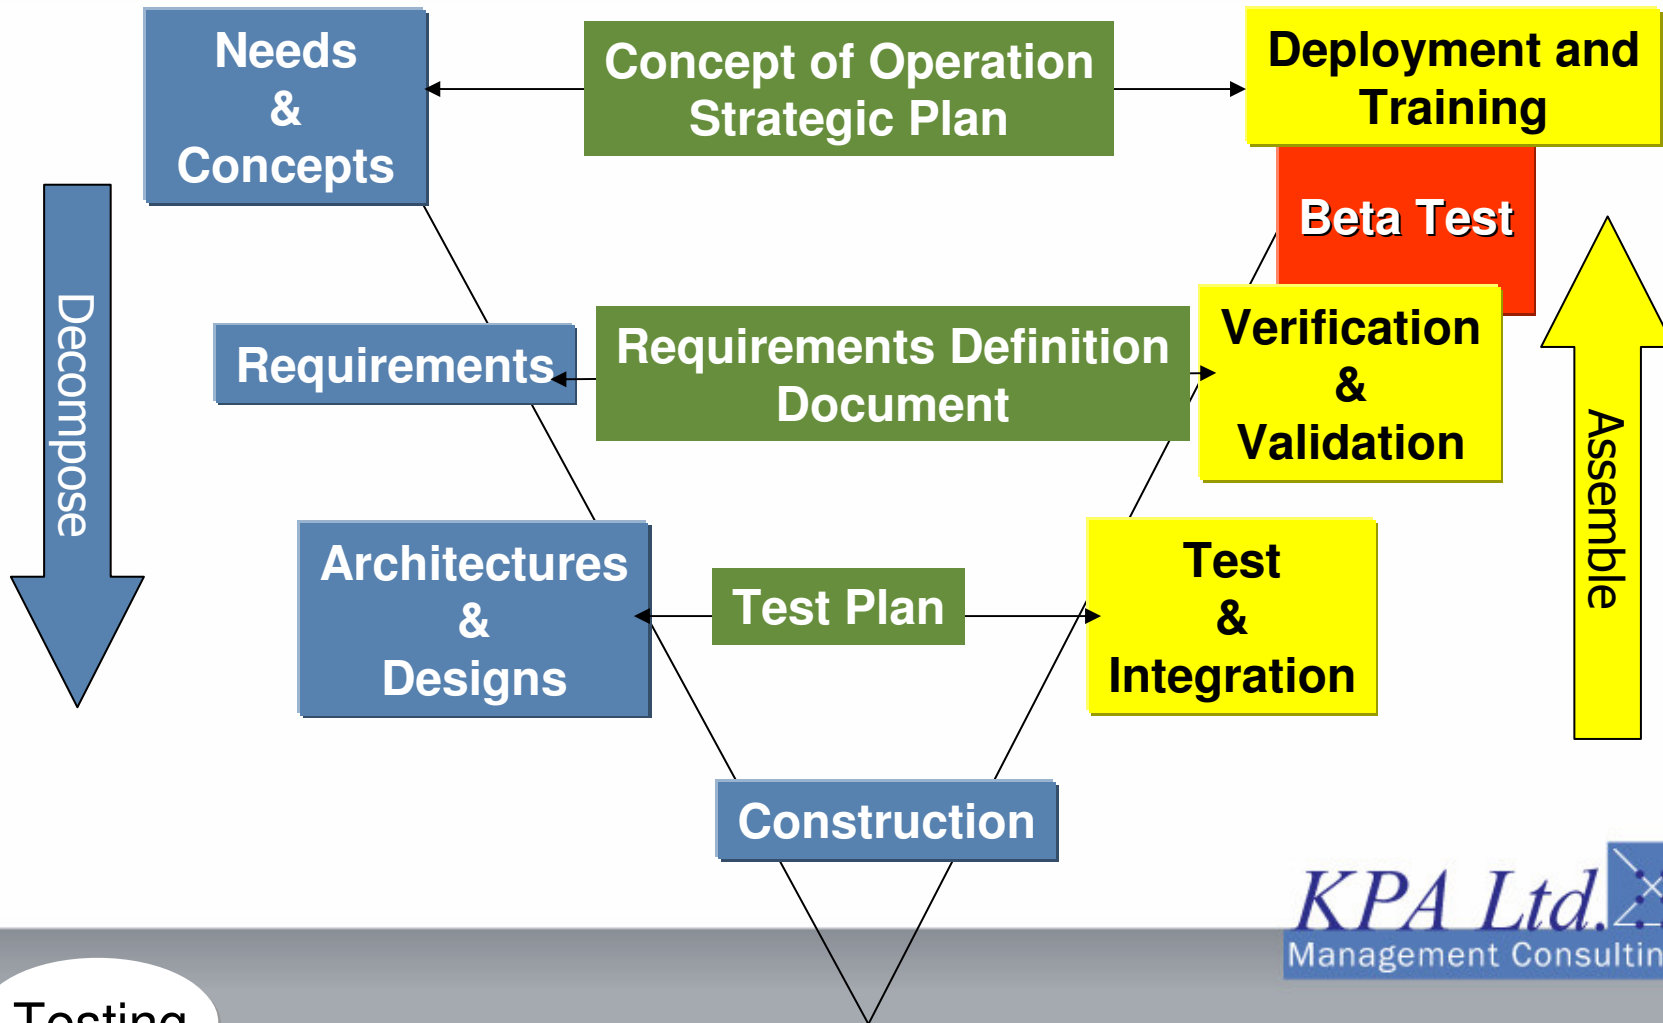 Needs
&
Concepts
Concept of Operation
Strategic Plan
Deployment and
Training
Beta Test
Decompose
Requirements
Requirements Definition
Document
Verification
&
Validation
Assemble
Architectures
&
Designs
Test Plan
Test
&
Integration
Construction
KPA Ltd.
Management Consultin
Testing